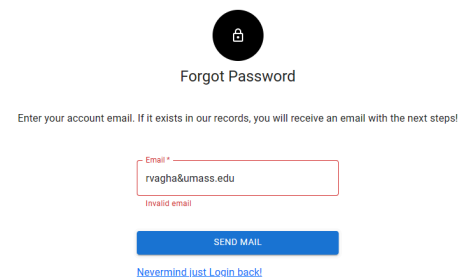 Forgot Password
Enter your account email. If it exists in our records, you will receive an email with the next steps!
Email *
rvagha&umass.edu
Invalid email
SEND MAIL
Nevermind just Login back!